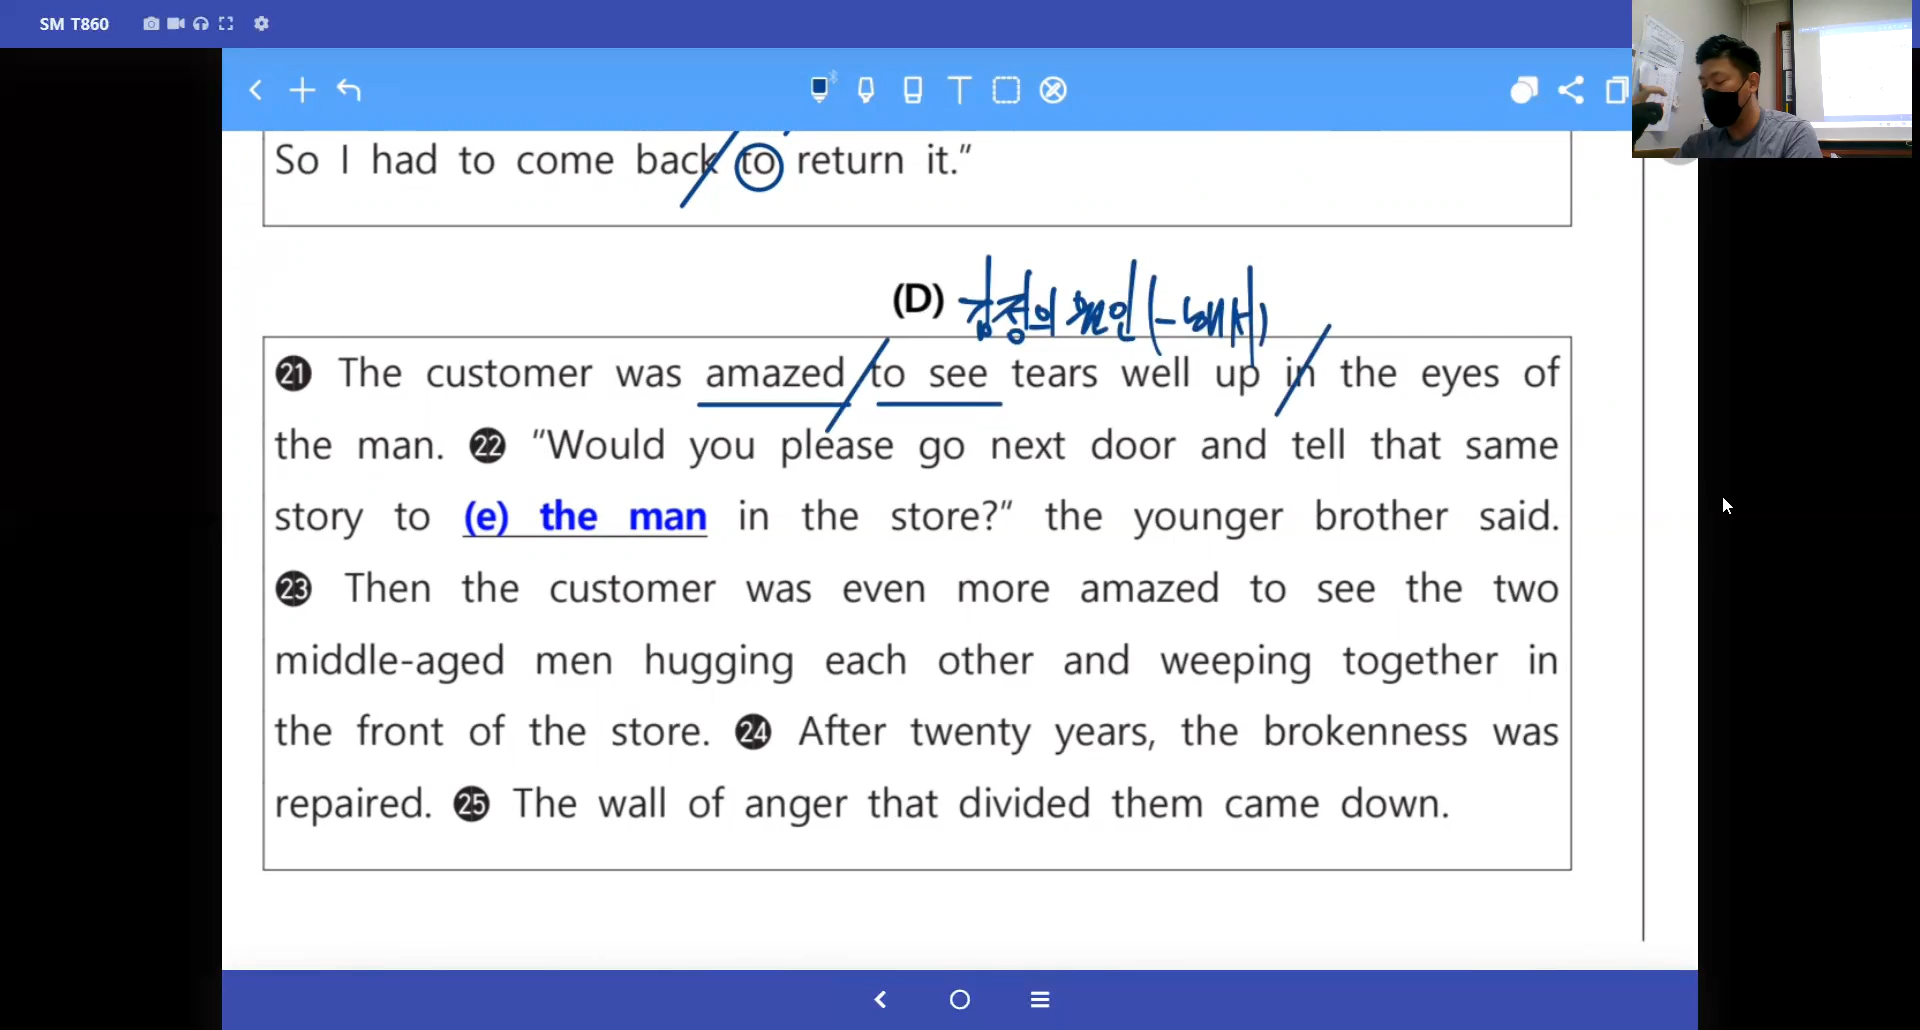 SM T860
So I had to come back to return it.”
(D) 감정의 원인 (-해서)
㉑ The customer was amazed to see tears well up in the eyes of
the man. ㉒ “Would you please go next door and tell that same
story to (e) the man in the store?” the younger brother said.
㉓ Then the customer was even more amazed to see the two
middle-aged men hugging each other and weeping together in
the front of the store. ㉔ After twenty years, the brokenness was
repaired. ㉕ The wall of anger that divided them came down.